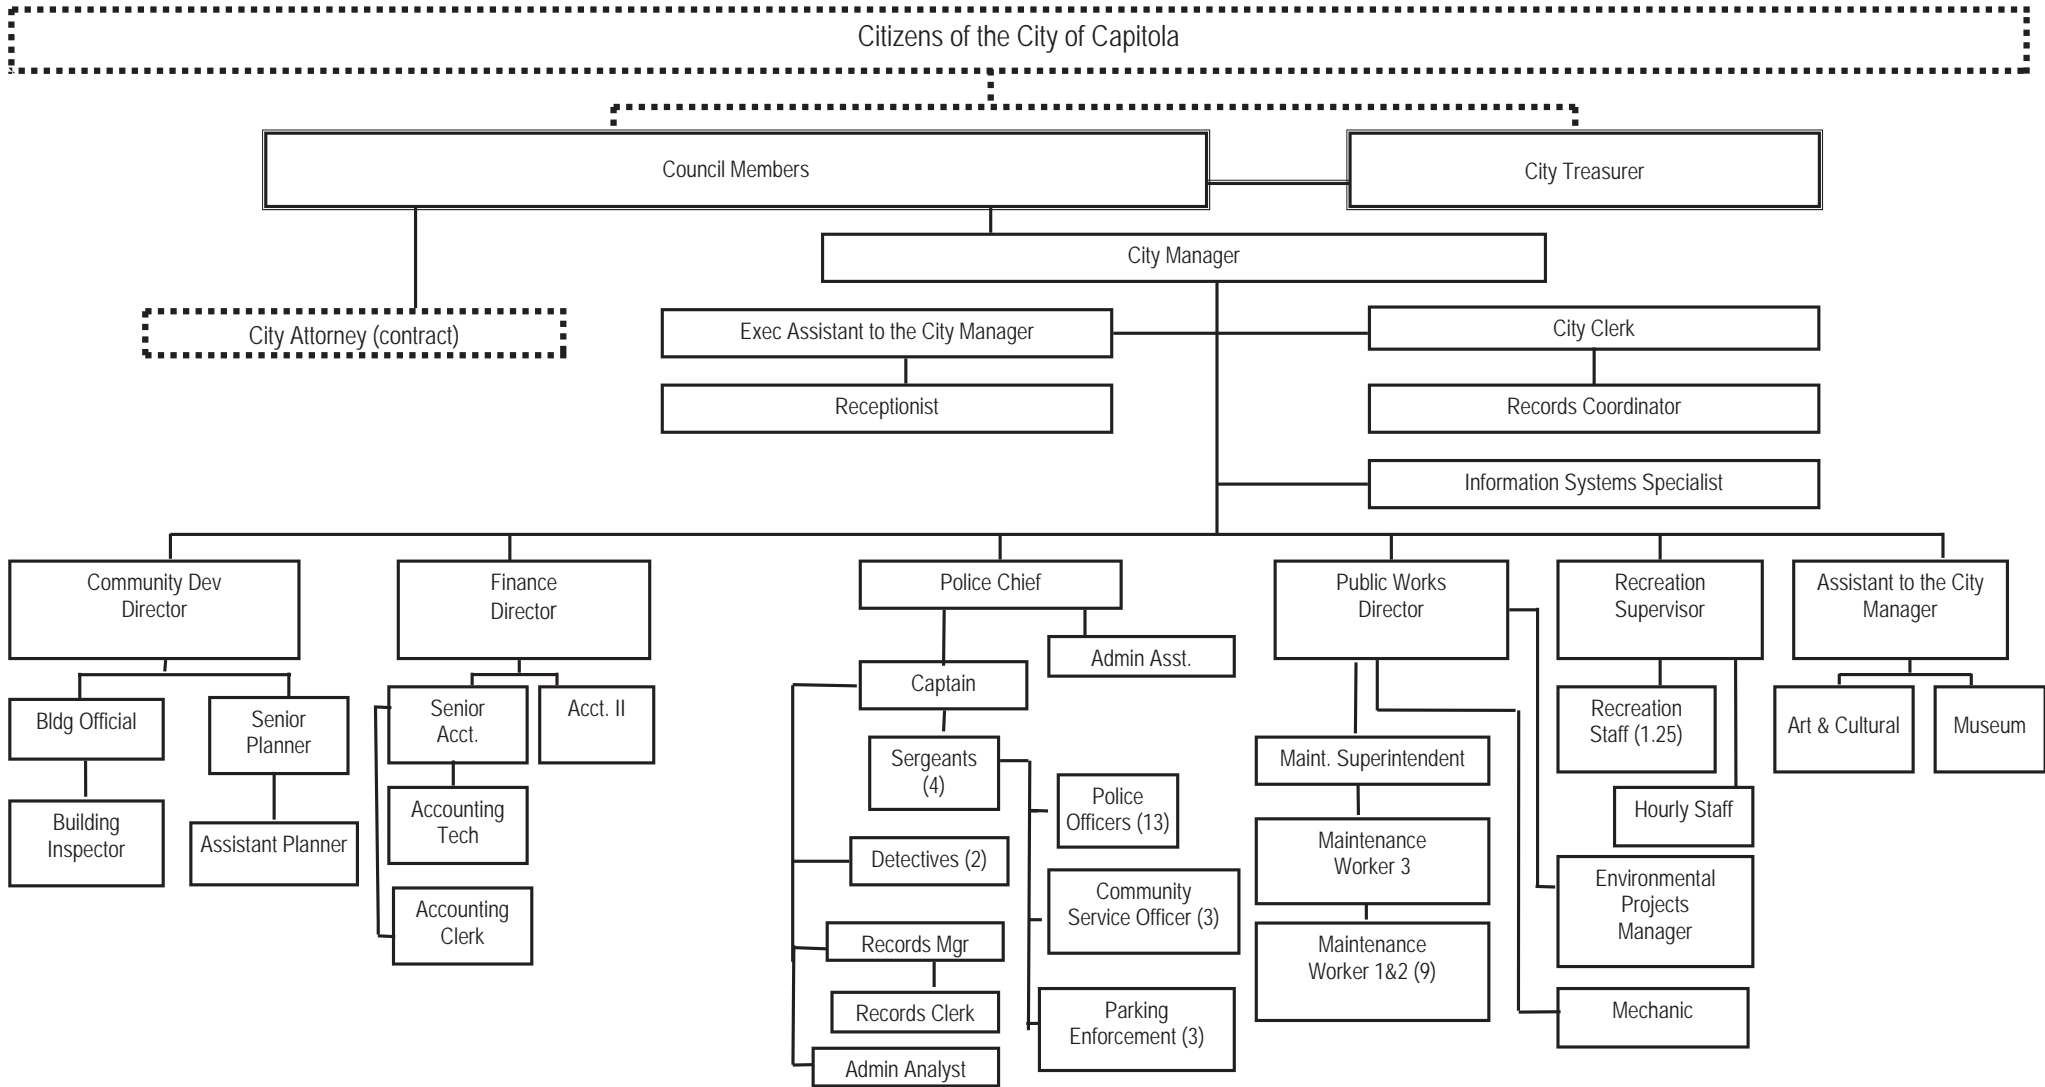 Citizens of the City of Capitola
Council Members
City Treasurer
City Manager
City Attorney (contract)
Exec Assistant to the City Manager
City Clerk
Receptionist
Records Coordinator
Information Systems Specialist
Community Dev
Director
Finance
Director
Police Chief
Public Works
Director
Recreation
Supervisor
Assistant to the City
Manager
Bldg Official
Senior
Planner
Building
Inspector
Assistant Planner
Senior
Acct.
Acct. II
Accounting
Tech
Accounting
Clerk
Admin Asst.
Captain
Sergeants
(4)
Police
Officers (13)
Detectives (2)
Community
Service Officer (3)
Records Mgr
Records Clerk
Parking
Enforcement (3)
Admin Analyst
Maint. Superintendent
Maintenance
Worker 3
Maintenance
Worker 1&2 (9)
Recreation
Staff (1.25)
Hourly Staff
Environmental
Projects
Manager
Mechanic
Art & Cultural
Museum